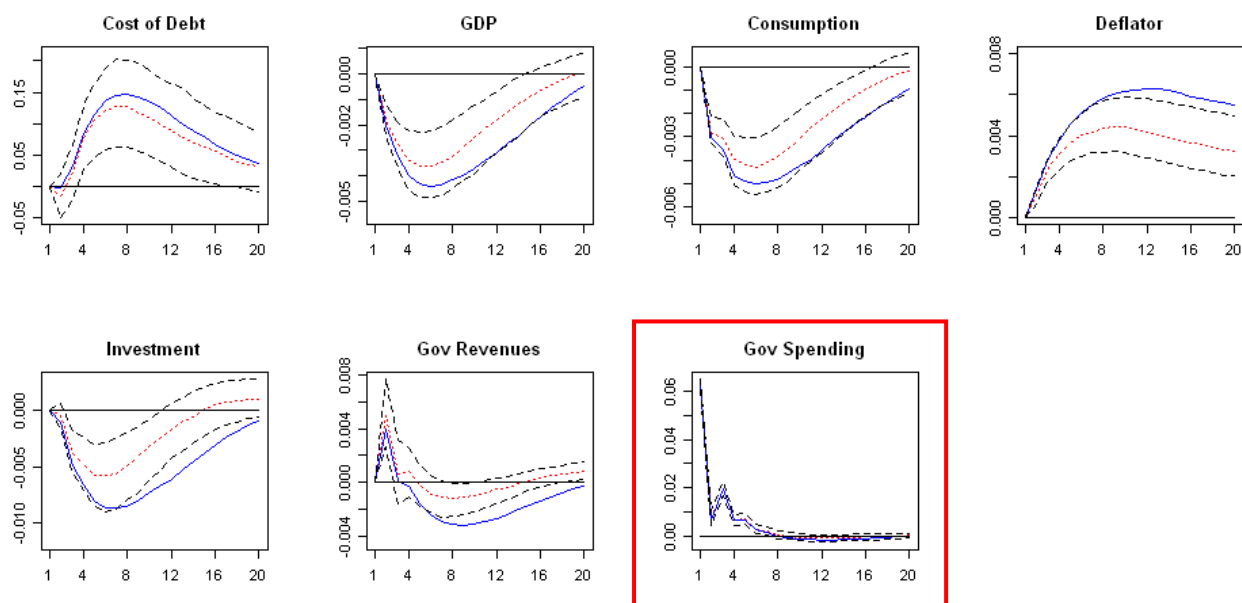 Cost of Debt
0.15
0.05
-0.05
1 4 8 12 16 20
GDP
0.000
-0.002
-0.005
1 4 8 12 16 20
Consumption
0.000
-0.003
-0.006
1 4 8 12 16 20
Deflator
0.008
0.004
0.000
1 4 8 12 16 20
Investment
0.000
-0.005
-0.010
1 4 8 12 16 20
Gov Revenues
0.008
0.004
0.000
-0.004
1 4 8 12 16 20
Gov Spending
0.06
0.04
0.02
0.00
1 4 8 12 16 20